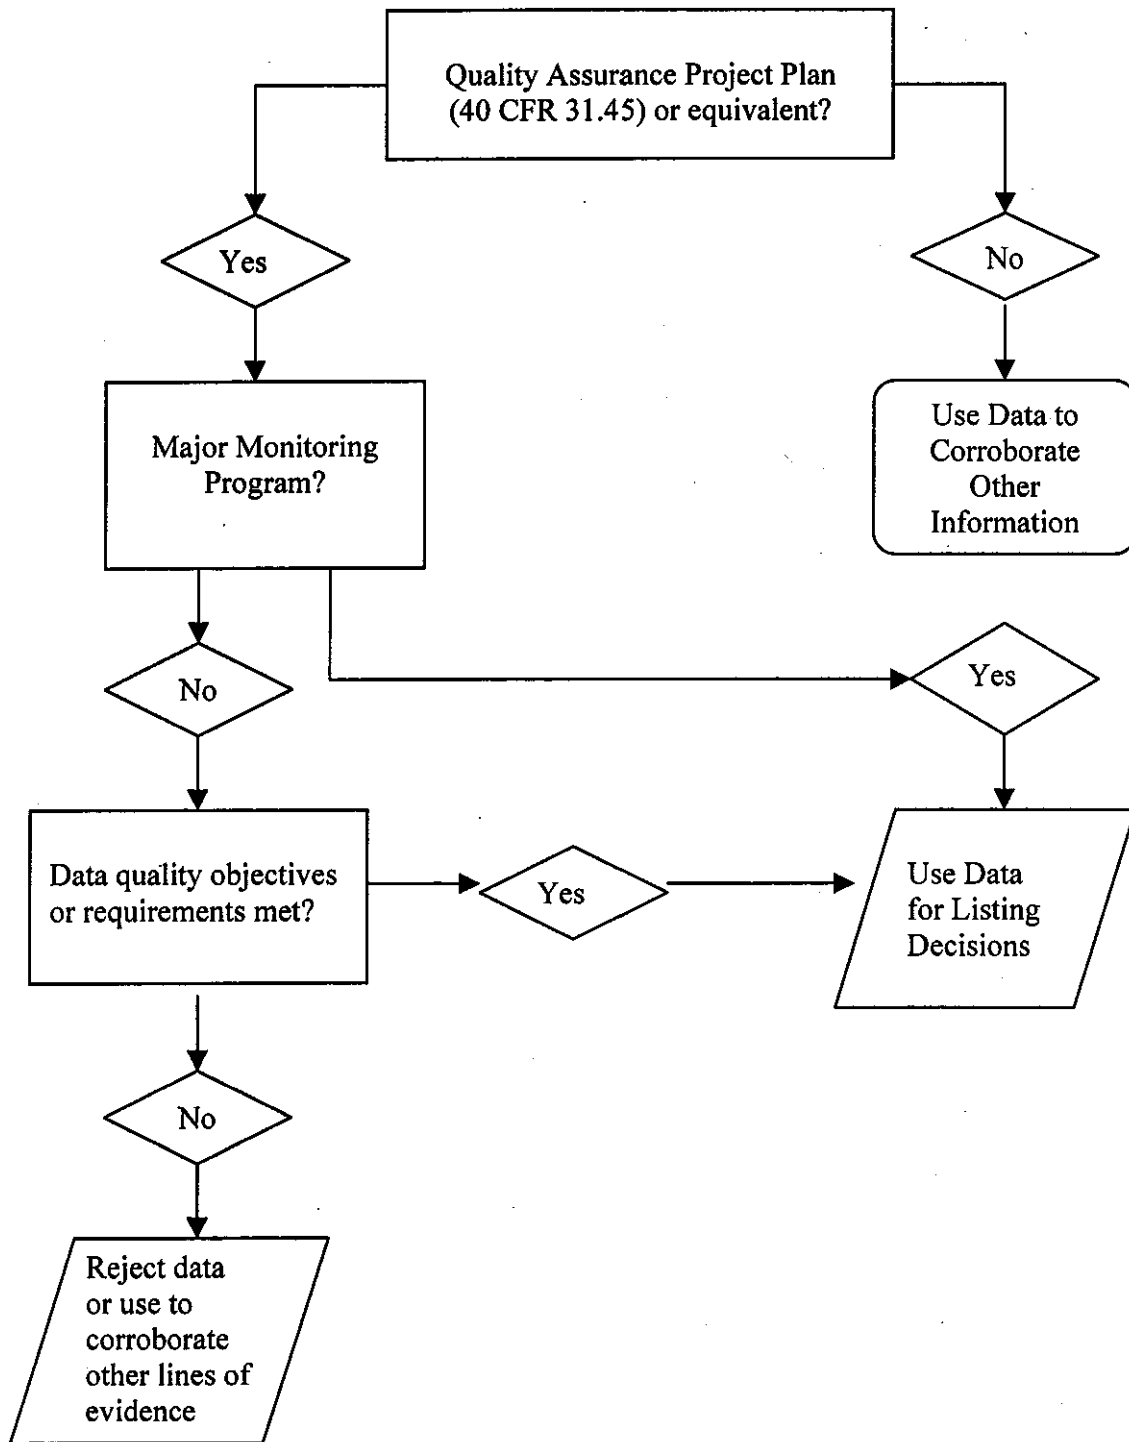 Quality Assurance Project Plan
(40 CFR 31.45) or equivalent?
Yes
No
Major Monitoring
Program?
Use Data to
Corroborate
Other
Information
No
Yes
Data quality objectives
or requirements met?
Yes
Use Data
for Listing
Decisions
No
Reject data
or use to
corroborate
other lines of
evidence